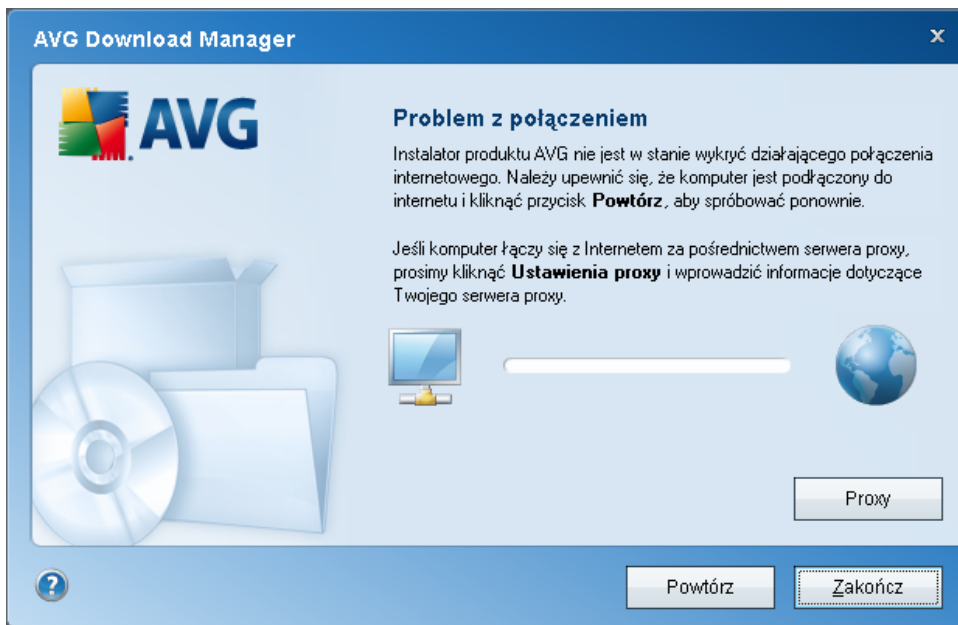 AVG Download Manager
x
AVG
Problem z połączeniem
Instalator produktu AVG nie jest w stanie wykryć działającego połączenia
internetowego. Należy upewnić się, że komputer jest podłączony do
internetu i kliknąć przycisk Powtórz, aby spróbować ponownie.
Jeśli komputer łączy się z Internetem za pośrednictwem serwera proxy,
prosimy kliknąć Ustawienia proxy i wprowadzić informacje dotyczące
Twojego serwera proxy.
Proxy
?
Powtórz
Zakończ